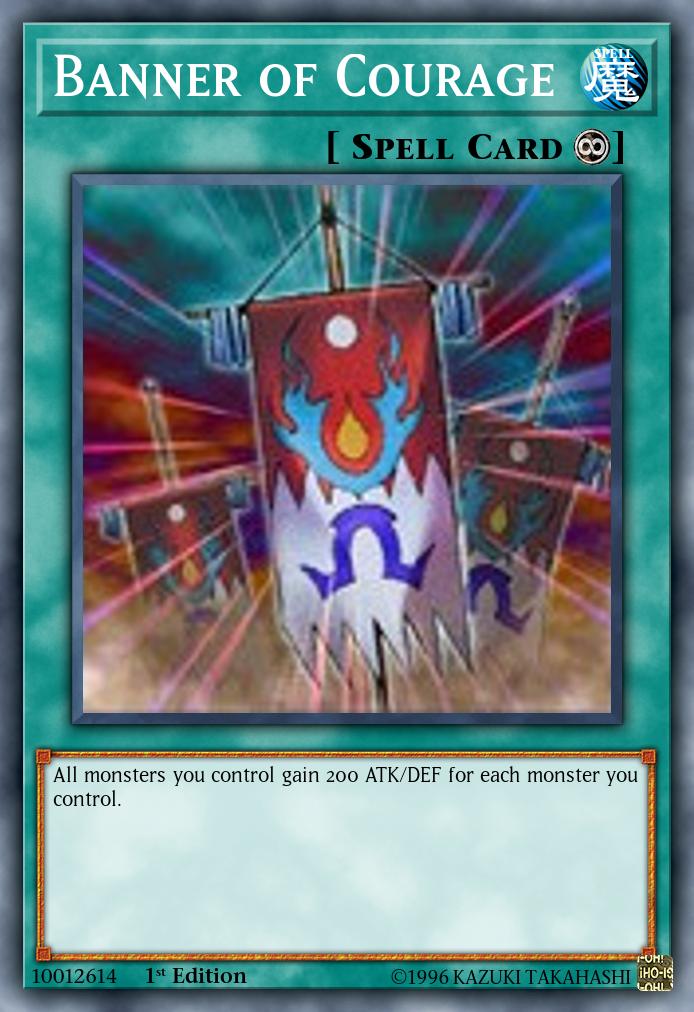 BANNER OF COURAGE
SPELL
魔
[ SPELL CARD ]
All monsters you control gain 200 ATK/DEF for each monster you
control.
10012614 1st Edition ©1996 KAZUKI TAKAHASHI